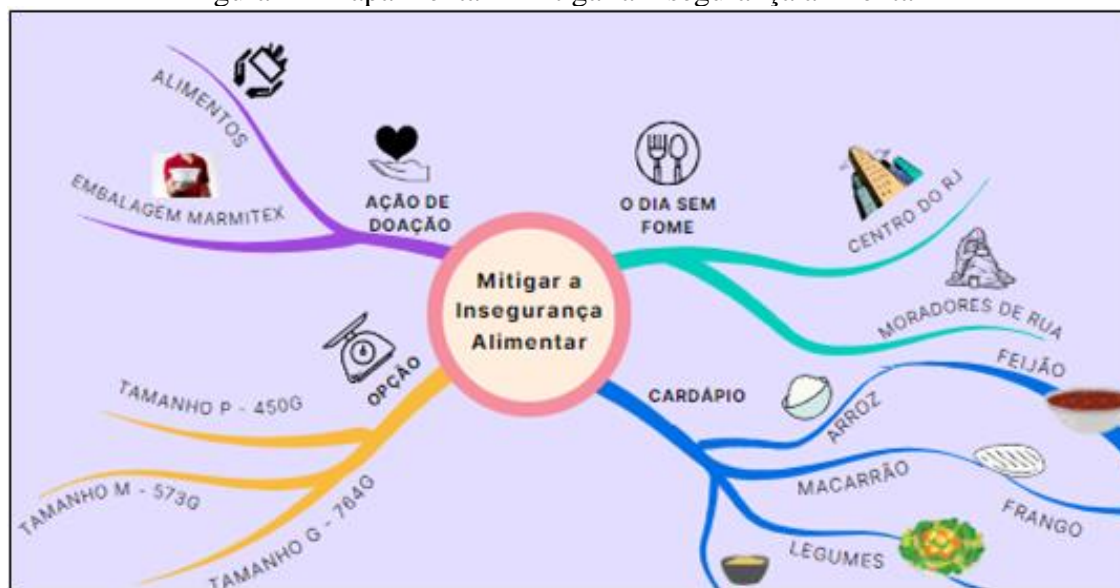 ALIMENTOS
EMBALAGEM MARMITEX
AÇÃO DE
DOAÇÃO
O DIA SEM
FOME
CENTRO DO RJ
MORADORES DE RUA
Mitigar a
Insegurança
Alimentar
OPÇÃO
TAMANHO P - 450G
TAMANHO M - 573G
TAMANHO G - 764G
CARDÁPIO
ARROZ
FEIJÃO
MACARRÃO
FRANGO
LEGUMES